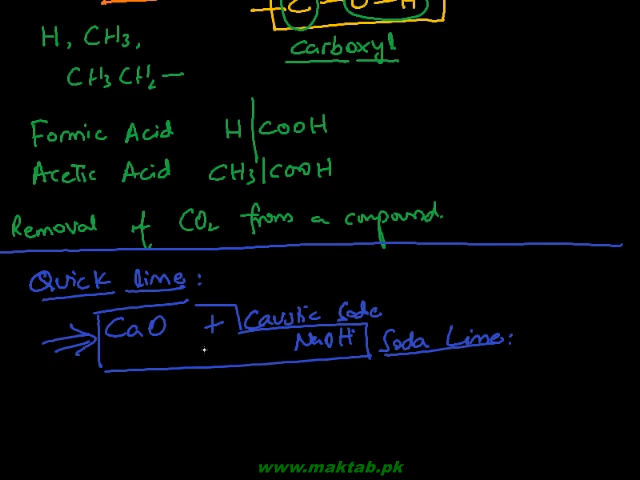 C-O-H
H, CH3,
Carboxyl
CH3CH2—
Formic Acid H|COOH
Acetic Acid CH3|COOH
Removal of CO2 from a compound.
Quick Lime:
CaO + Caustic Soda
NaOH Soda Lime:
www.maktab.pk